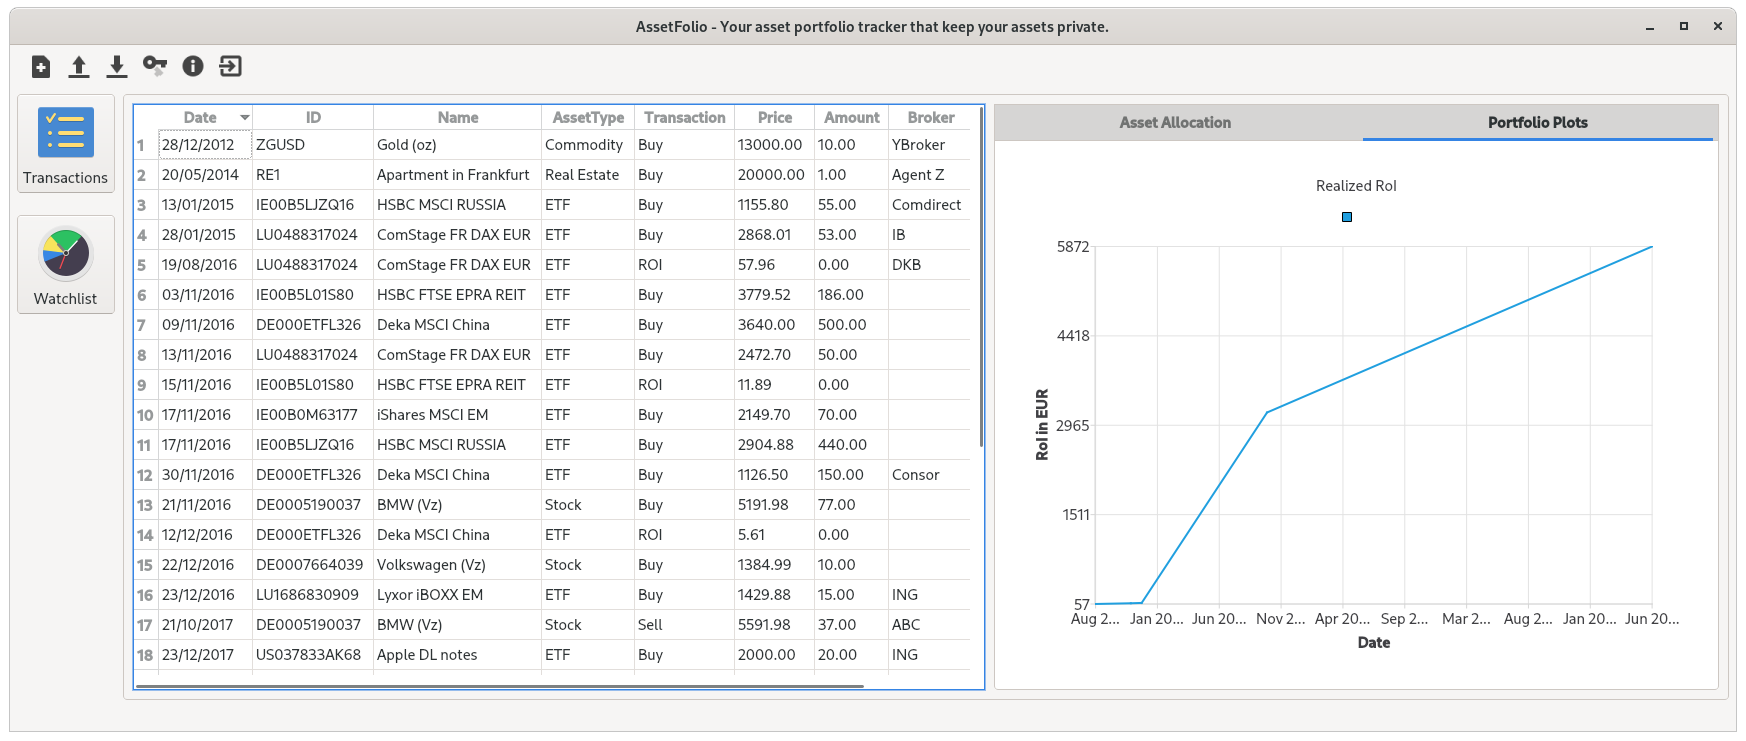 AssetFolio - Your asset portfolio tracker that keep your assets private.
Transactions
Watchlist
Date ID Name AssetType Transaction Price Amount Broker
1 28/12/2012 ZGUSD Gold (oz) Commodity Buy 13000.00 10.00 YBroker
2 20/05/2014 RE1 Apartment in Frankfurt Real Estate Buy 20000.00 1.00 Agent Z
3 13/01/2015 IE00B5LJZQ16 HSBC MSCI RUSSIA ETF Buy 1155.80 55.00 Comdirect
4 28/01/2015 LU0488317024 ComStage FR DAX EUR ETF Buy 2868.01 53.00 IB
5 19/08/2016 LU0488317024 ComStage FR DAX EUR ETF ROI 57.96 0.00 DKB
6 03/11/2016 IE00B5L01S80 HSBC FTSE EPRA REIT ETF Buy 3779.52 186.00
7 09/11/2016 DE000ETFL326 Deka MSCI China ETF Buy 3640.00 500.00
8 13/11/2016 LU0488317024 ComStage FR DAX EUR ETF Buy 2472.70 50.00
9 15/11/2016 IE00B5L01S80 HSBC FTSE EPRA REIT ETF ROI 11.89 0.00
10 17/11/2016 IE00B0M63177 iShares MSCI EM ETF Buy 2149.70 70.00
11 17/11/2016 IE00B5LJZQ16 HSBC MSCI RUSSIA ETF Buy 2904.88 440.00
12 30/11/2016 DE000ETFL326 Deka MSCI China ETF Buy 1126.50 150.00 Consor
13 21/11/2016 DE0005190037 BMW (Vz) Stock Buy 5191.98 77.00
14 12/12/2016 DE000ETFL326 Deka MSCI China ETF ROI 5.61 0.00
15 22/12/2016 DE0007664039 Volkswagen (Vz) Stock Buy 1384.99 10.00
16 23/12/2016 LU1686830909 Lyxor iBOXX EM ETF Buy 1429.88 15.00 ING
17 21/10/2017 DE0005190037 BMW (Vz) Stock Sell 5591.98 37.00 ABC
18 23/12/2017 US037833AK68 Apple DL notes ETF Buy 2000.00 20.00 ING
Asset Allocation Portfolio Plots
Realized RoI
5872
4418
2965
1511
57
RoI in EUR
Aug 2... Jan 20... Jun 20... Nov 2... Apr 20... Sep 2... Mar 2... Aug 2... Jan 20... Jun 20...
Date